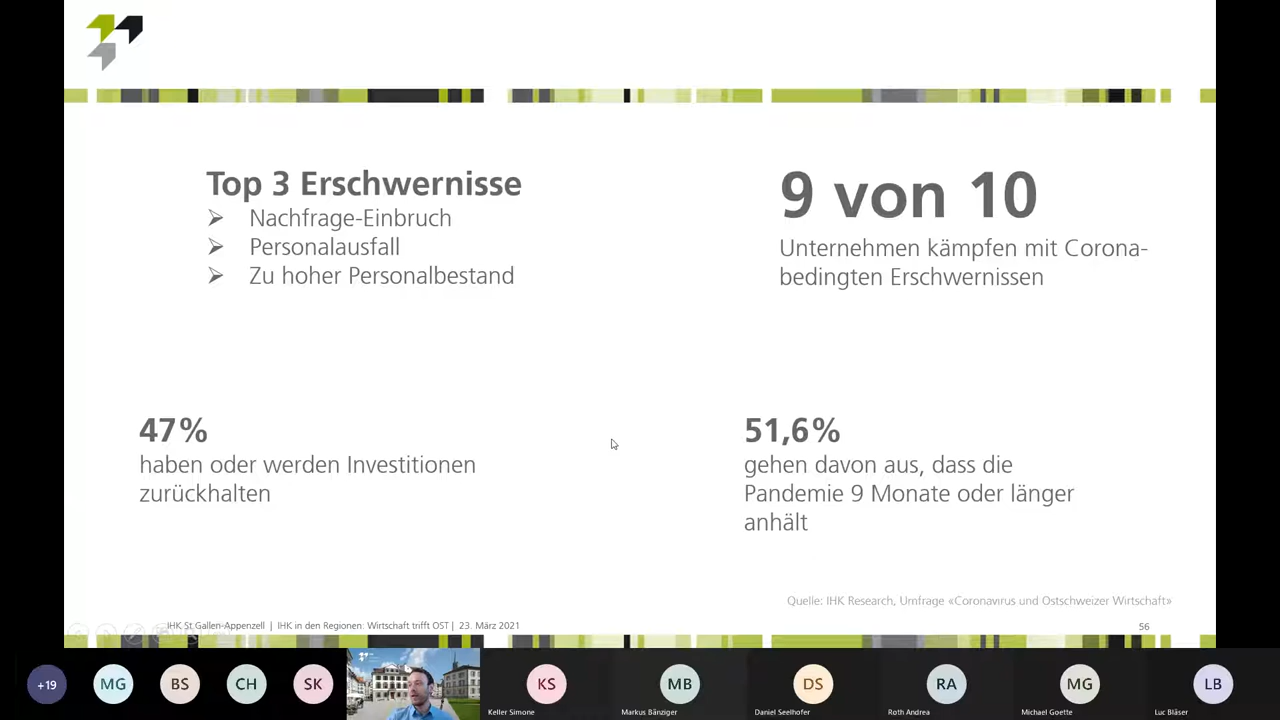 Top 3 Erschwernisse
➢ Nachfrage-Einbruch
➢ Personalausfall
➢ Zu hoher Personalbestand
9 von 10
Unternehmen kämpfen mit Corona-
bedingten Erschwernissen
47%
haben oder werden Investitionen
zurückhalten
51,6%
gehen davon aus, dass die
Pandemie 9 Monate oder länger
anhält
Quelle: IHK Research, Umfrage «Coronavirus und Ostschweizer Wirtschaft»
IHK St.Gallen-Appenzell | IHK in den Regionen: Wirtschaft trifft OST | 23. März 2021
56
+19
MG
BS
CH
SK
KS
Keller Simone
MB
Markus Bänziger
DS
Daniel Seelhofer
RA
Roth Andrea
MG
Michael Goette
LB
Luc Bläser